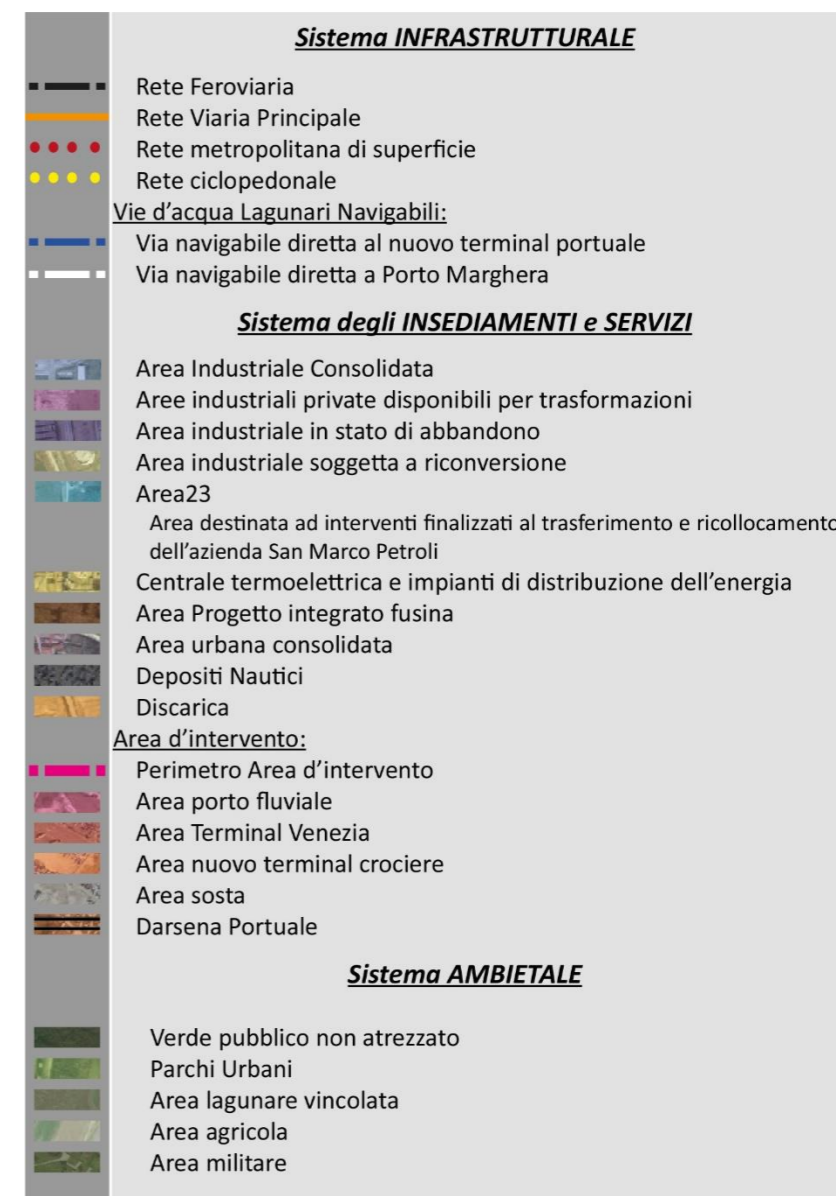 Sistema INFRASTRUTTURALE
Rete Feroviaria
Rete Viaria Principale
Rete metropolitana di superficie
Rete ciclopedonale
Vie d'acqua Lagunari Navigabili:
Via navigabile diretta al nuovo terminal portuale
Via navigabile diretta a Porto Marghera
Sistema degli INSEDIAMENTI e SERVIZI
Area Industriale Consolidata
Aree industriali private disponibili per trasformazioni
Area industriale in stato di abbandono
Area industriale soggetta a riconversione
Area23
Area destinata ad interventi finalizzati al trasferimento e ricollocamento
dell'azienda San Marco Petroli
Centrale termoelettrica e impianti di distribuzione dell'energia
Area Progetto integrato fusina
Area urbana consolidata
Depositi Nautici
Discarica
Area d'intervento:
Perimetro Area d'intervento
Area porto fluviale
Area Terminal Venezia
Area nuovo terminal crociere
Area sosta
Darsena Portuale
Sistema AMBIETALE
Verde pubblico non atrezzato
Parchi Urbani
Area lagunare vincolata
Area agricola
Area militare